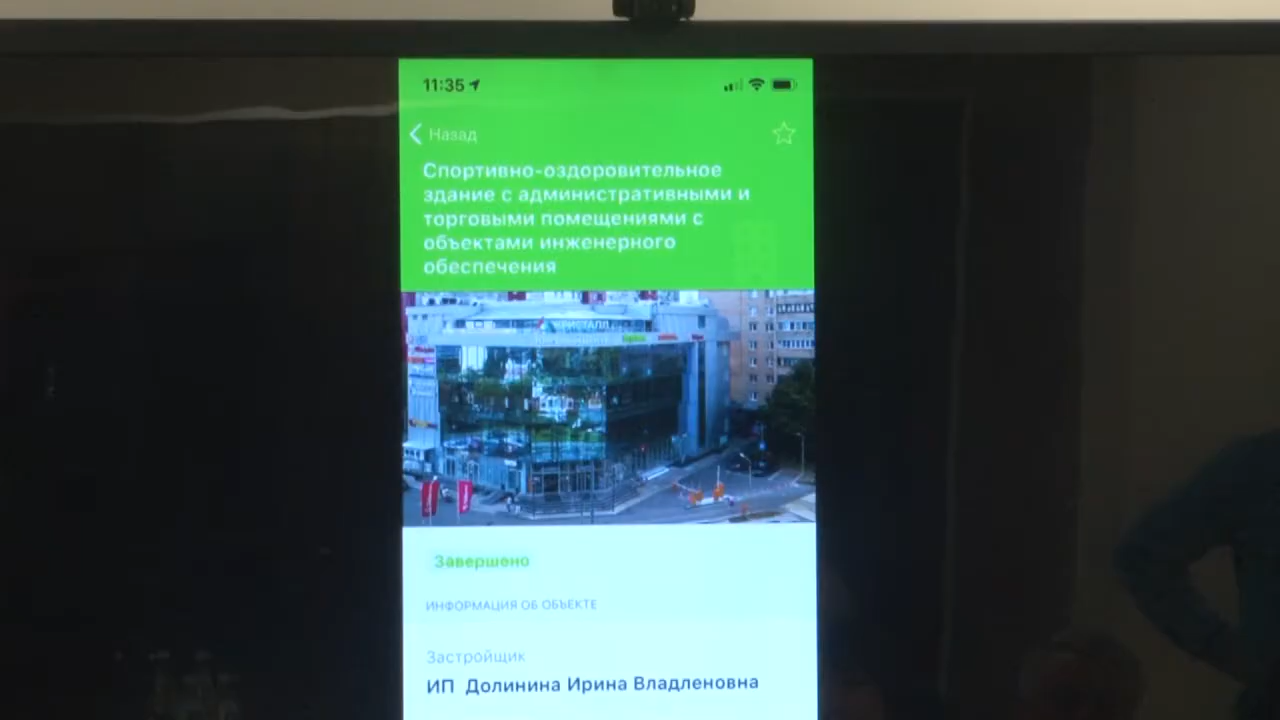 11:35
Назад
Спортивно-оздоровительное
здание с административными и
торговыми помещениями с
объектами инженерного
обеспечения
КРИСТАЛЛ
Завершено
ИНФОРМАЦИЯ ОБ ОБЪЕКТЕ
Застройщик
ИП Долинина Ирина Владленовна